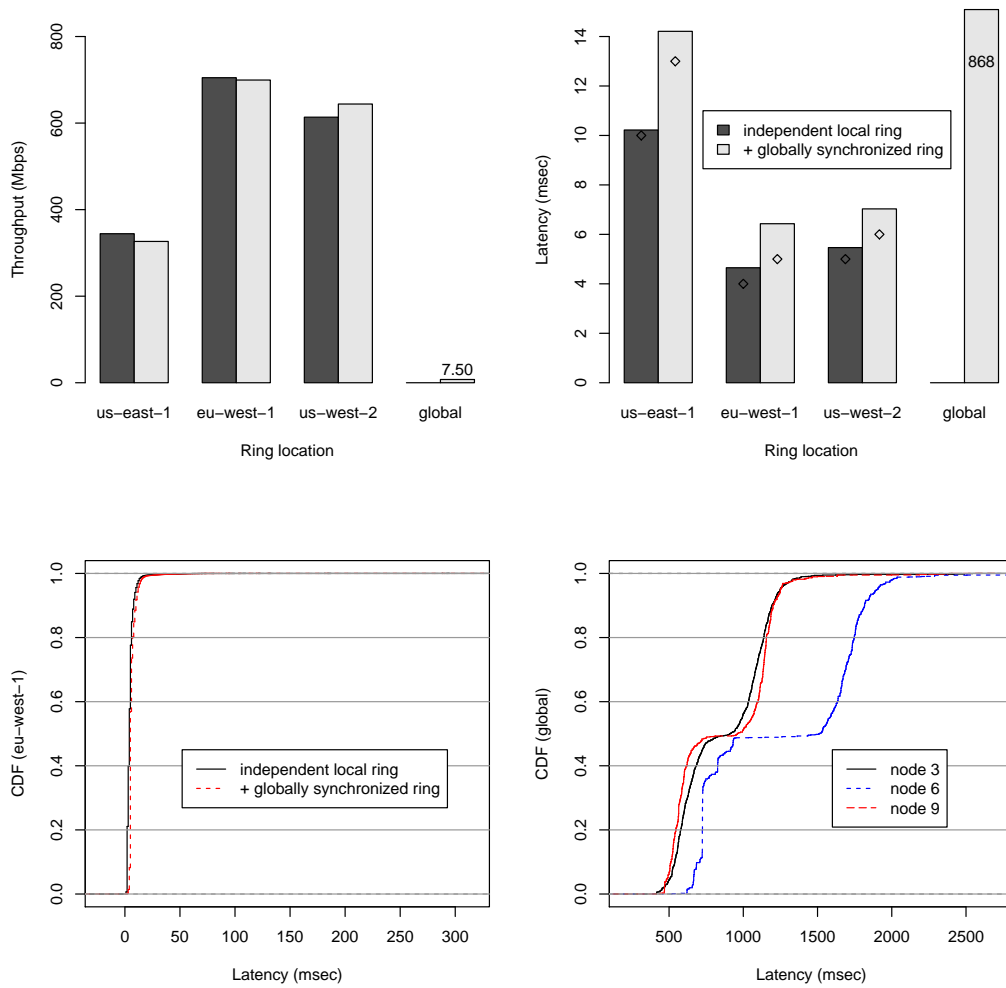 Throughput (Mbps)
0
200
400
600
800
7.50
us−east−1 eu−west−1 us−west−2 global
Ring location
Latency (msec)
0
2
4
6
8
10
12
14
868
independent local ring
+ globally synchronized ring
us−east−1 eu−west−1 us−west−2 global
Ring location
CDF (eu−west−1)
0.0
0.2
0.4
0.6
0.8
1.0
independent local ring
+ globally synchronized ring
0 50 100 150 200 250 300
Latency (msec)
CDF (global)
0.0
0.2
0.4
0.6
0.8
1.0
node 3
node 6
node 9
500 1000 1500 2000 2500
Latency (msec)